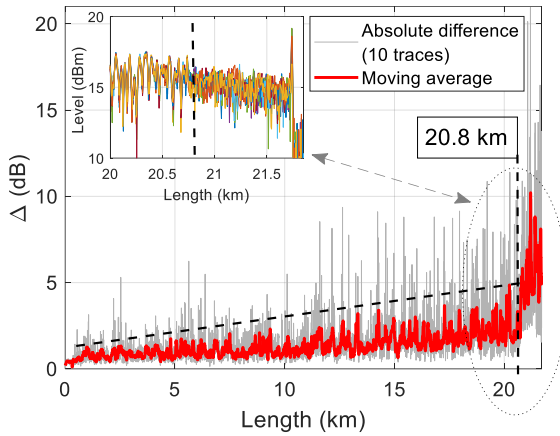 Δ (dB)
20
15
10
5
0
0
5
10
15
20
Length (km)
Level (dBm)
20
15
10
20
20.5
21
21.5
Length (km)
Absolute difference
(10 traces)
Moving average
20.8 km